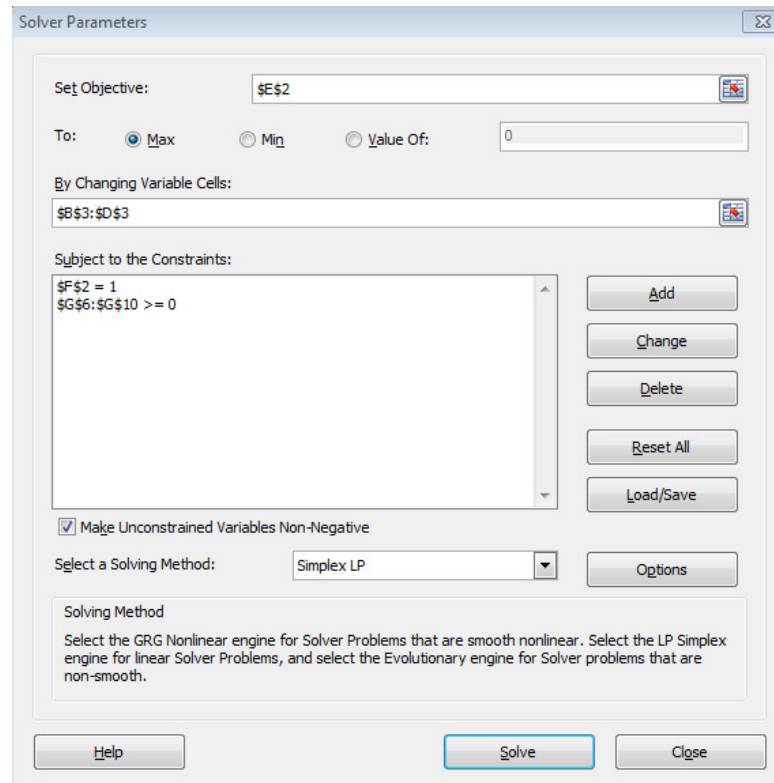 Solver Parameters
Set Objective: $E$2
To: Max Min Value Of: 0
By Changing Variable Cells:
$B$3:$D$3
Subject to the Constraints:
$F$2 = 1
$G$6:$G$10 >= 0
Add
Change
Delete
Reset All
Load/Save
Make Unconstrained Variables Non-Negative
Select a Solving Method: Simplex LP Options
Solving Method
Select the GRG Nonlinear engine for Solver Problems that are smooth nonlinear. Select the LP Simplex
engine for linear Solver Problems, and select the Evolutionary engine for Solver problems that are
non-smooth.
Help Solve Close